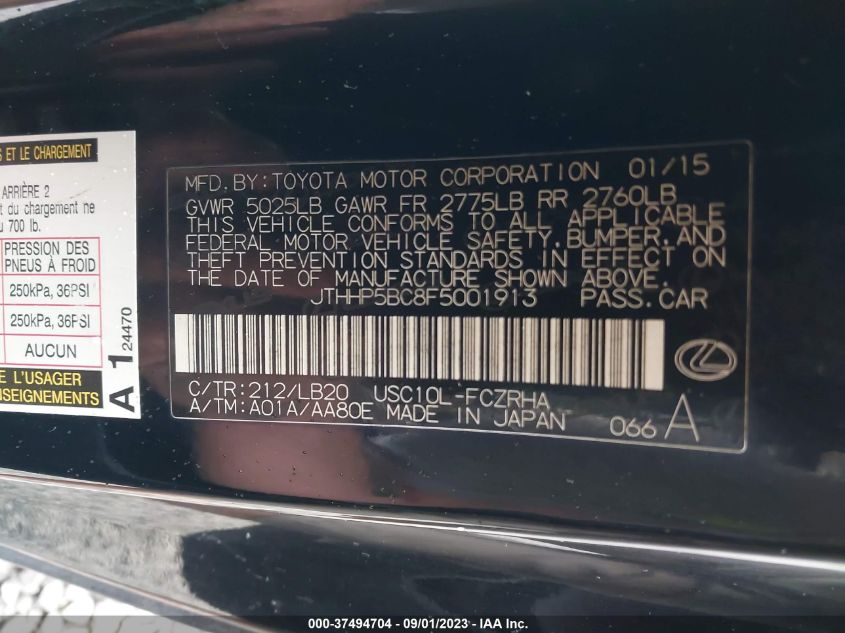 S ET LE CHARGEMENT
ARRIÈRE 2
t du chargement ne
u 700 lb.
PRESSION DES
PNEUS À FROID
250kPa, 36PSI
250kPa, 36PSI
AUCUN
E L'USAGER
ENSEIGNEMENTS
A 1 24470
MFD. BY: TOYOTA MOTOR CORPORATION 01/15
GVWR 5025LB GAWR FR 2775LB RR 2760LB
THIS VEHICLE CONFORMS TO ALL APPLICABLE
FEDERAL MOTOR VEHICLE SAFETY, BUMPER, AND
THEFT PREVENTION STANDARDS IN EFFECT ON
THE DATE OF MANUFACTURE SHOWN ABOVE.
JTHHP5BC8F5001913 PASS.CAR
C/TR: 212/LB20 USC10L-FCZRHA
A/TM: A01A/AA80E MADE IN JAPAN 066 A
000-37494704 - 09/01/2023 - IAA Inc.